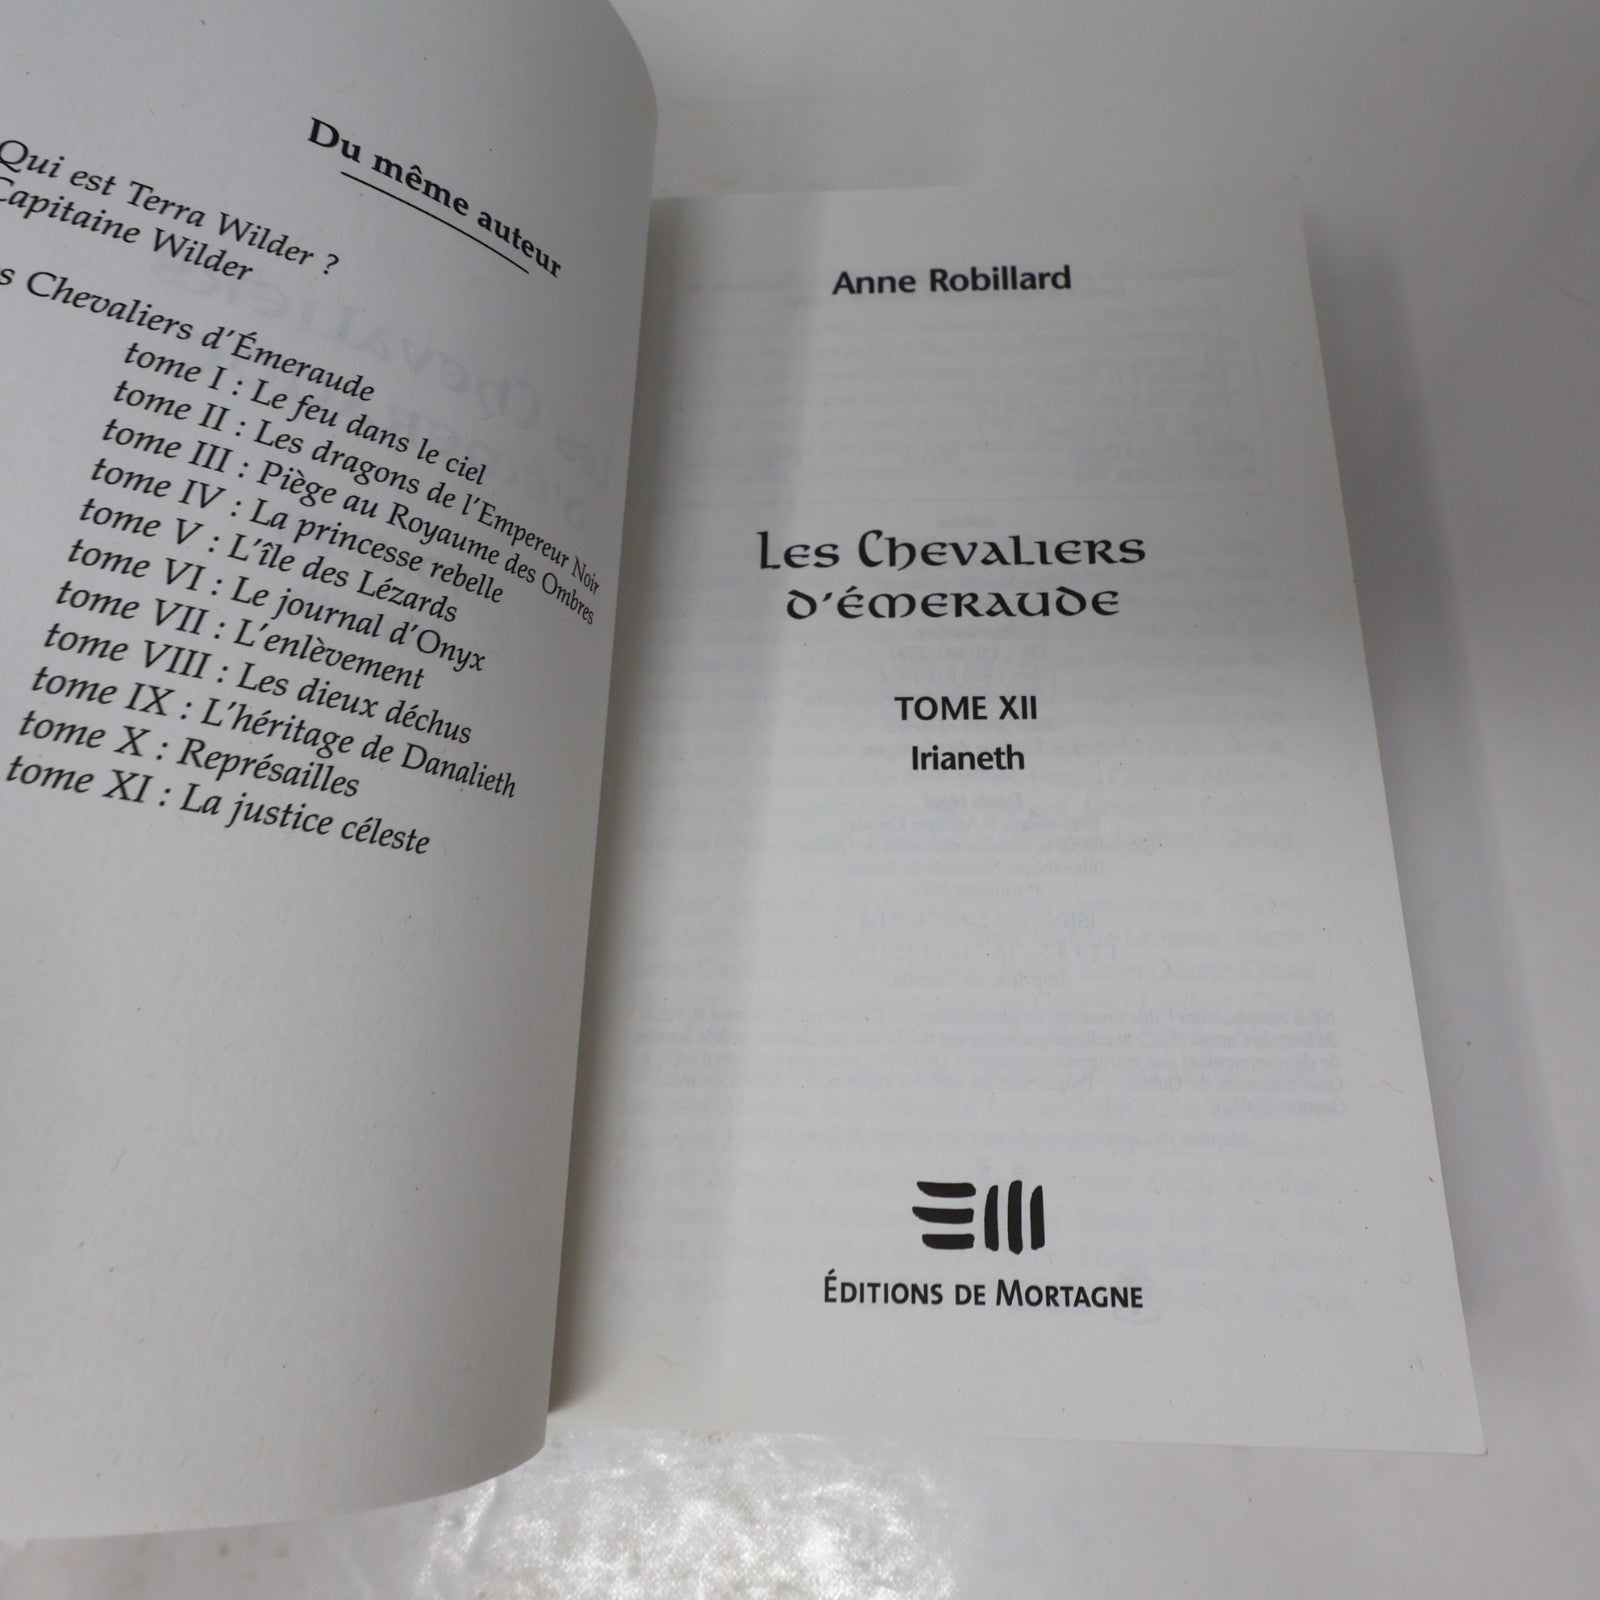 Du même auteur
Qui est Terra Wilder ?
Capitaine Wilder
Chevaliers d'Émeraude
tome I : Le feu dans le ciel
tome II : Les dragons de l'Empereur Noir
tome III : Piège au Royaume des Ombres
tome IV : La princesse rebelle
tome V : L'île des Lézards
tome VI : Le journal d'Onyx
tome VII : L'enlèvement
tome VIII : Les dieux déchus
tome IX : L'héritage de Danalieth
tome X : Représailles
tome XI : La justice céleste
Anne Robillard
Les Chevaliers
d'Émeraude
TOME XII
Irianeth
Éditions de Mortagne